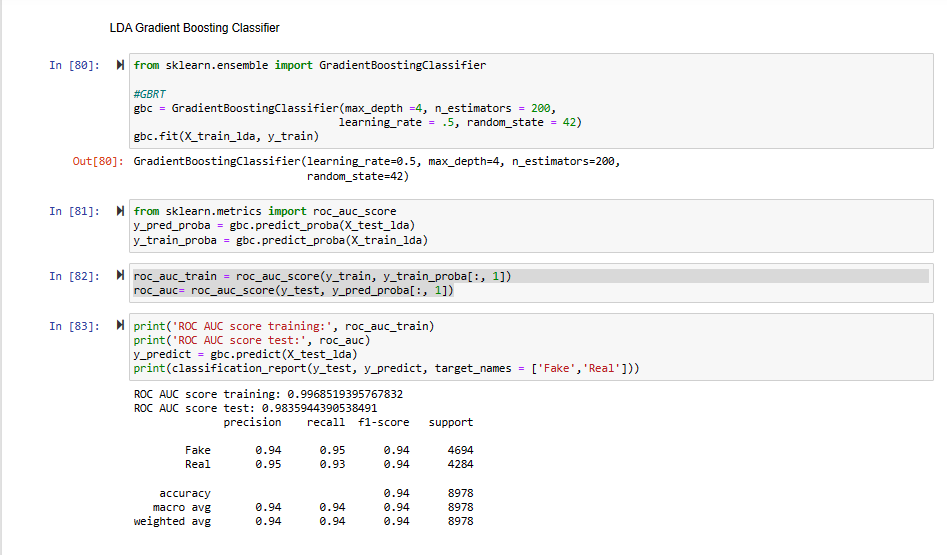 LDA Gradient Boosting Classifier
In [80]: from sklearn.ensemble import GradientBoostingClassifier
#GBRT
gbc = GradientBoostingClassifier(max_depth =4, n_estimators = 200,
learning_rate = .5, random_state = 42)
gbc.fit(X_train_lda, y_train)
Out[80]: GradientBoostingClassifier(learning_rate=0.5, max_depth=4, n_estimators=200,
random_state=42)
In [81]: from sklearn.metrics import roc_auc_score
y_pred_proba = gbc.predict_proba(X_test_lda)
y_train_proba = gbc.predict_proba(X_train_lda)
In [82]: roc_auc_train = roc_auc_score(y_train, y_train_proba[:, 1])
roc_auc= roc_auc_score(y_test, y_pred_proba[:, 1])
In [83]: print('ROC AUC score training:', roc_auc_train)
print('ROC AUC score test:', roc_auc)
y_predict = gbc.predict(X_test_lda)
print(classification_report(y_test, y_predict, target_names = ['Fake','Real']))
ROC AUC score training: 0.9968519395767832
ROC AUC score test: 0.9835944390538491
precision recall f1-score support
Fake 0.94 0.95 0.94 4694
Real 0.95 0.93 0.94 4284
accuracy 0.94 8978
macro avg 0.94 0.94 0.94 8978
weighted avg 0.94 0.94 0.94 8978